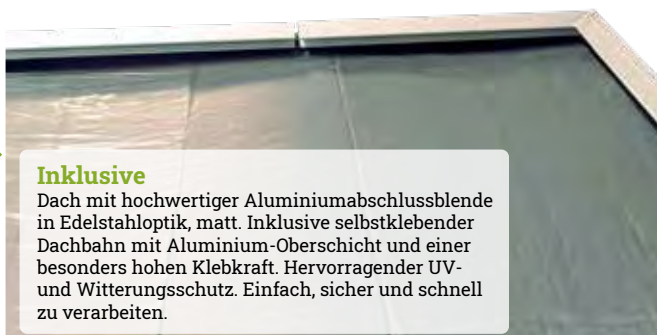 Inklusive
Dach mit hochwertiger Aluminiumabschlussblende
in Edelstahloptik, matt. Inklusive selbstklebender
Dachbahn mit Aluminium-Oberschicht und einer
besonders hohen Klebkraft. Hervorragender UV-
und Witterungsschutz. Einfach, sicher und schnell
zu verarbeiten.